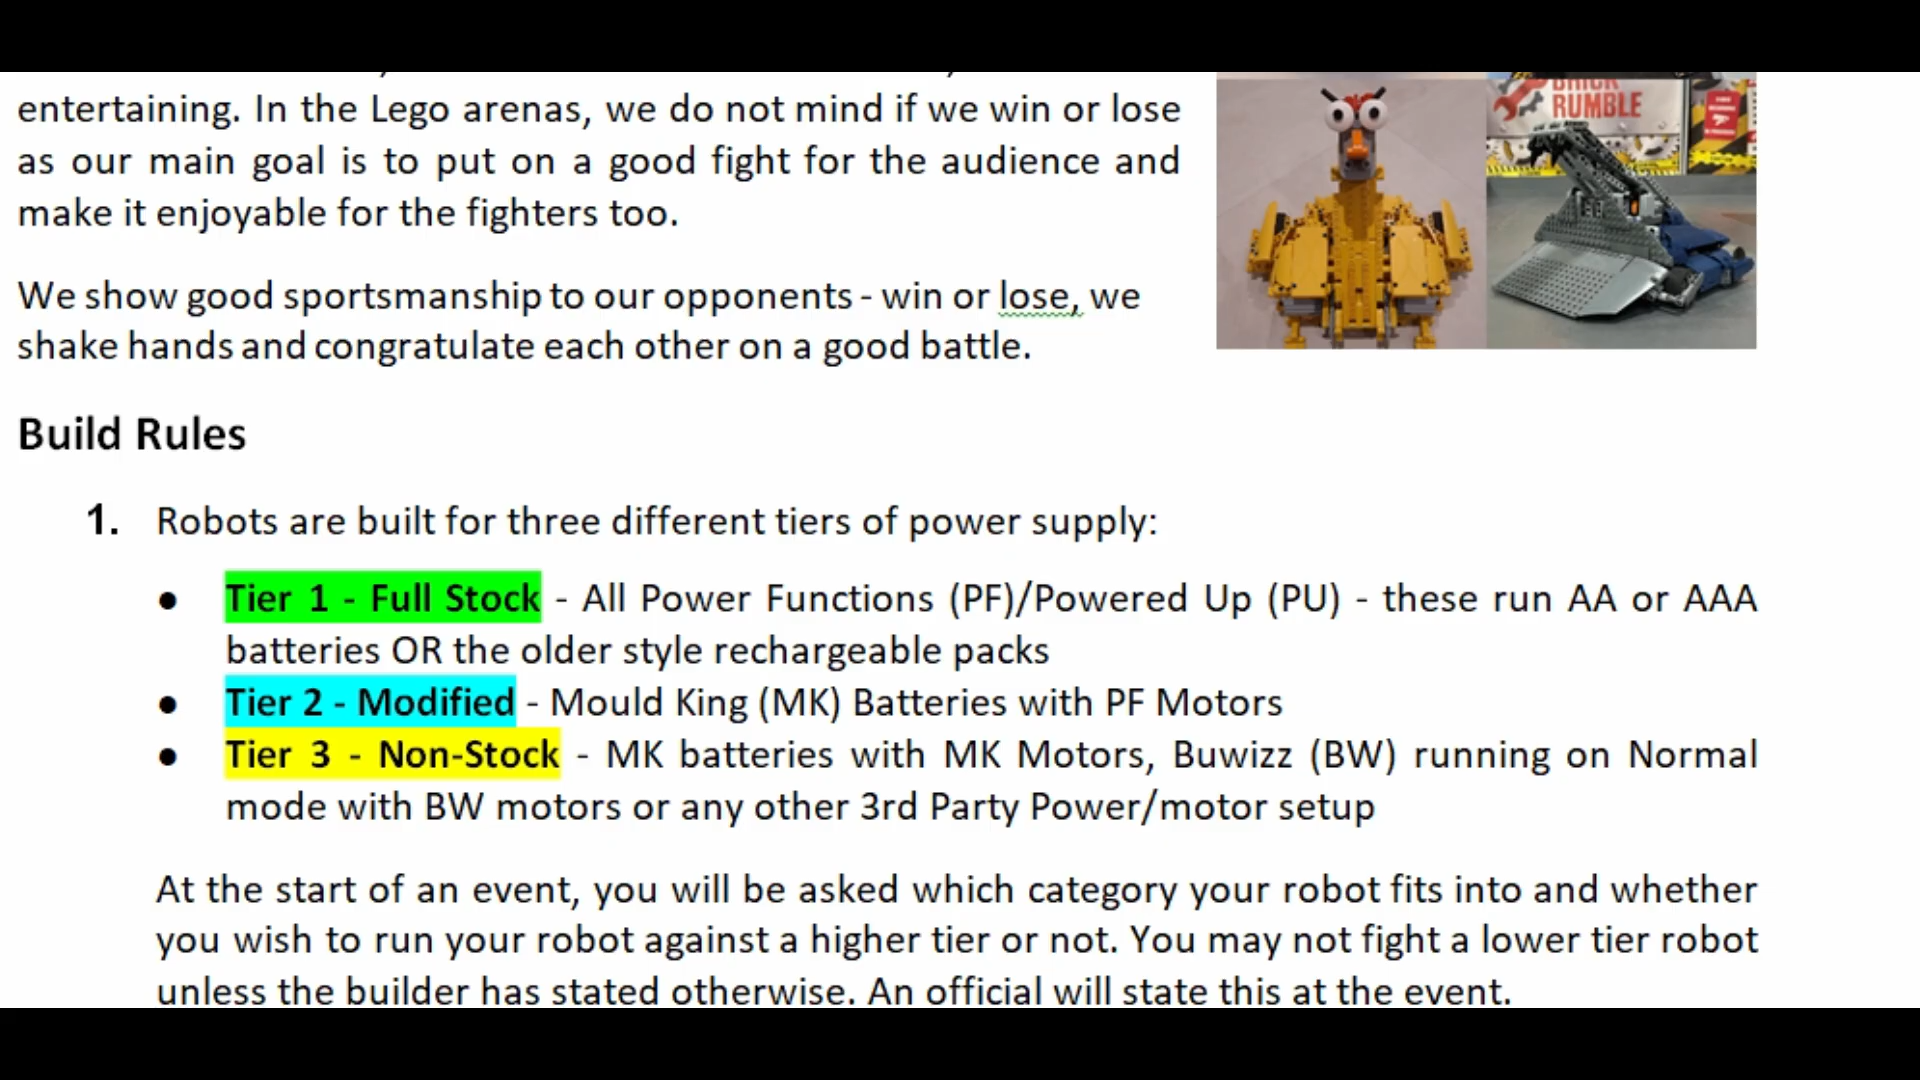 entertaining. In the Lego arenas, we do not mind if we win or lose
as our main goal is to put on a good fight for the audience and
make it enjoyable for the fighters too.
We show good sportsmanship to our opponents - win or lose, we
shake hands and congratulate each other on a good battle.
BRICK
RUMBLE
Build Rules
1. Robots are built for three different tiers of power supply:
● Tier 1 - Full Stock - All Power Functions (PF)/Powered Up (PU) - these run AA or AAA
batteries OR the older style rechargeable packs
● Tier 2 - Modified - Mould King (MK) Batteries with PF Motors
● Tier 3 - Non-Stock - MK batteries with MK Motors, Buwizz (BW) running on Normal
mode with BW motors or any other 3rd Party Power/motor setup
At the start of an event, you will be asked which category your robot fits into and whether
you wish to run your robot against a higher tier or not. You may not fight a lower tier robot
unless the builder has stated otherwise. An official will state this at the event.